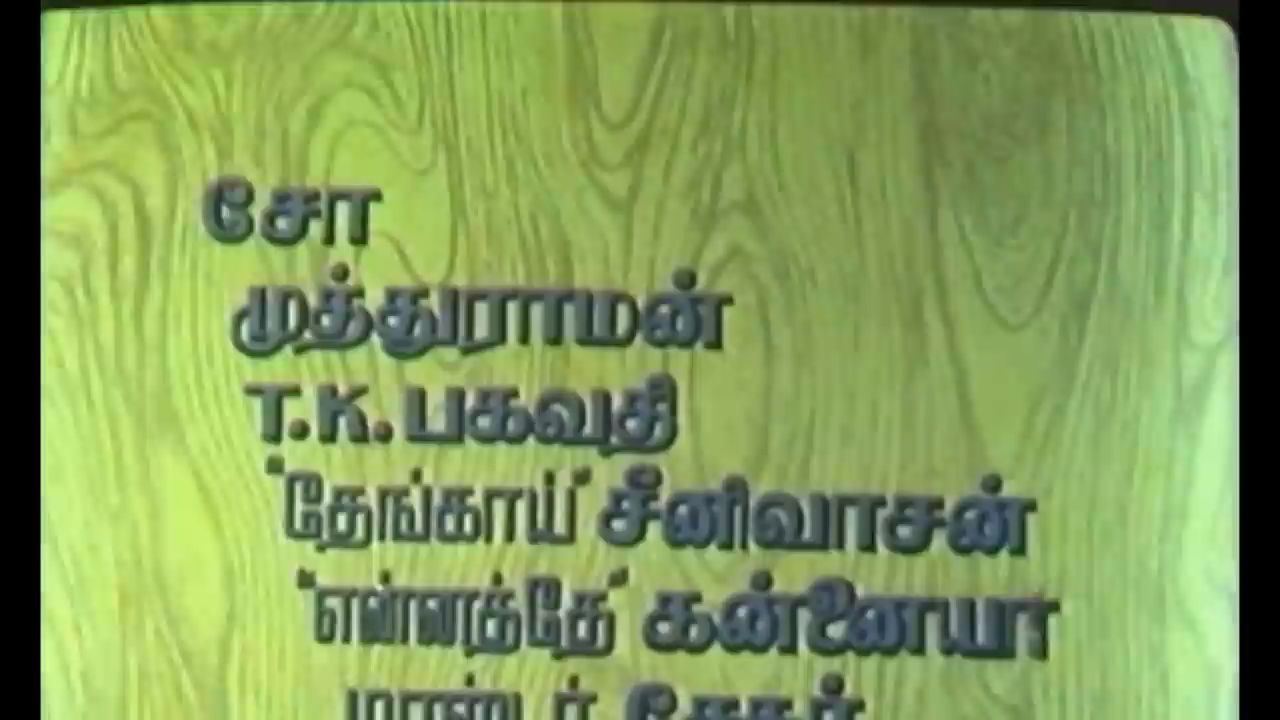 சோ
முத்துராமன்
T.K. பகவதி
"தேங்காய்" சீனிவாசன்
"என்னத்தே" கன்னையா